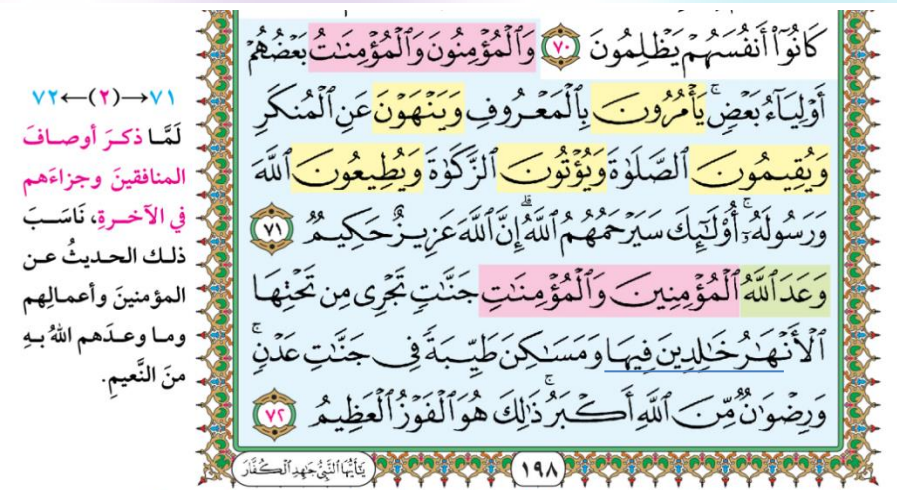 كَانُوٓاْ أَنفُسَهُمۡ يَظۡلِمُونَ ٧٠ وَٱلۡمُؤۡمِنُونَ وَٱلۡمُؤۡمِنَٰتُ بَعۡضُهُمۡ
أَوۡلِيَآءُ بَعۡضٖۚ يَأۡمُرُونَ بِٱلۡمَعۡرُوفِ وَيَنۡهَوۡنَ عَنِ ٱلۡمُنكَرِ
وَيُقِيمُونَ ٱلصَّلَوٰةَ وَيُؤۡتُونَ ٱلزَّكَوٰةَ وَيُطِيعُونَ ٱللَّهَ
وَرَسُولَهُۥٓۚ أُوْلَٰٓئِكَ سَيَرۡحَمُهُمُ ٱللَّهُۗ إِنَّ ٱللَّهَ عَزِيزٌ حَكِيمٞ ٧١
وَعَدَ ٱللَّهُ ٱلۡمُؤۡمِنِينَ وَٱلۡمُؤۡمِنَٰتِ جَنَّٰتٖ تَجۡرِي مِن تَحۡتِهَا
ٱلۡأَنۡهَٰرُ خَٰلِدِينَ فِيهَا وَمَسَٰكِنَ طَيِّبَةٗ فِي جَنَّٰتِ عَدۡنٖۚ
وَرِضۡوَٰنٞ مِّنَ ٱللَّهِ أَكۡبَرُۚ ذَٰلِكَ هُوَ ٱلۡفَوۡزُ ٱلۡعَظِيمُ ٧٢
١٩٨
يَٰٓأَيُّهَا ٱلنَّبِيُّ جَٰهِدِ ٱلۡكُفَّارَ
٧١→(٢)←٧٢
لَمَّا ذكرَ أوصافَ
المنافقينَ وجزاءَهم
في الآخرةِ، نَاسَبَ
ذلك الحديثُ عن
المؤمنينَ وأعمالِهم
وما وعدَهم اللهُ بهِ
منَ النَّعيمِ.